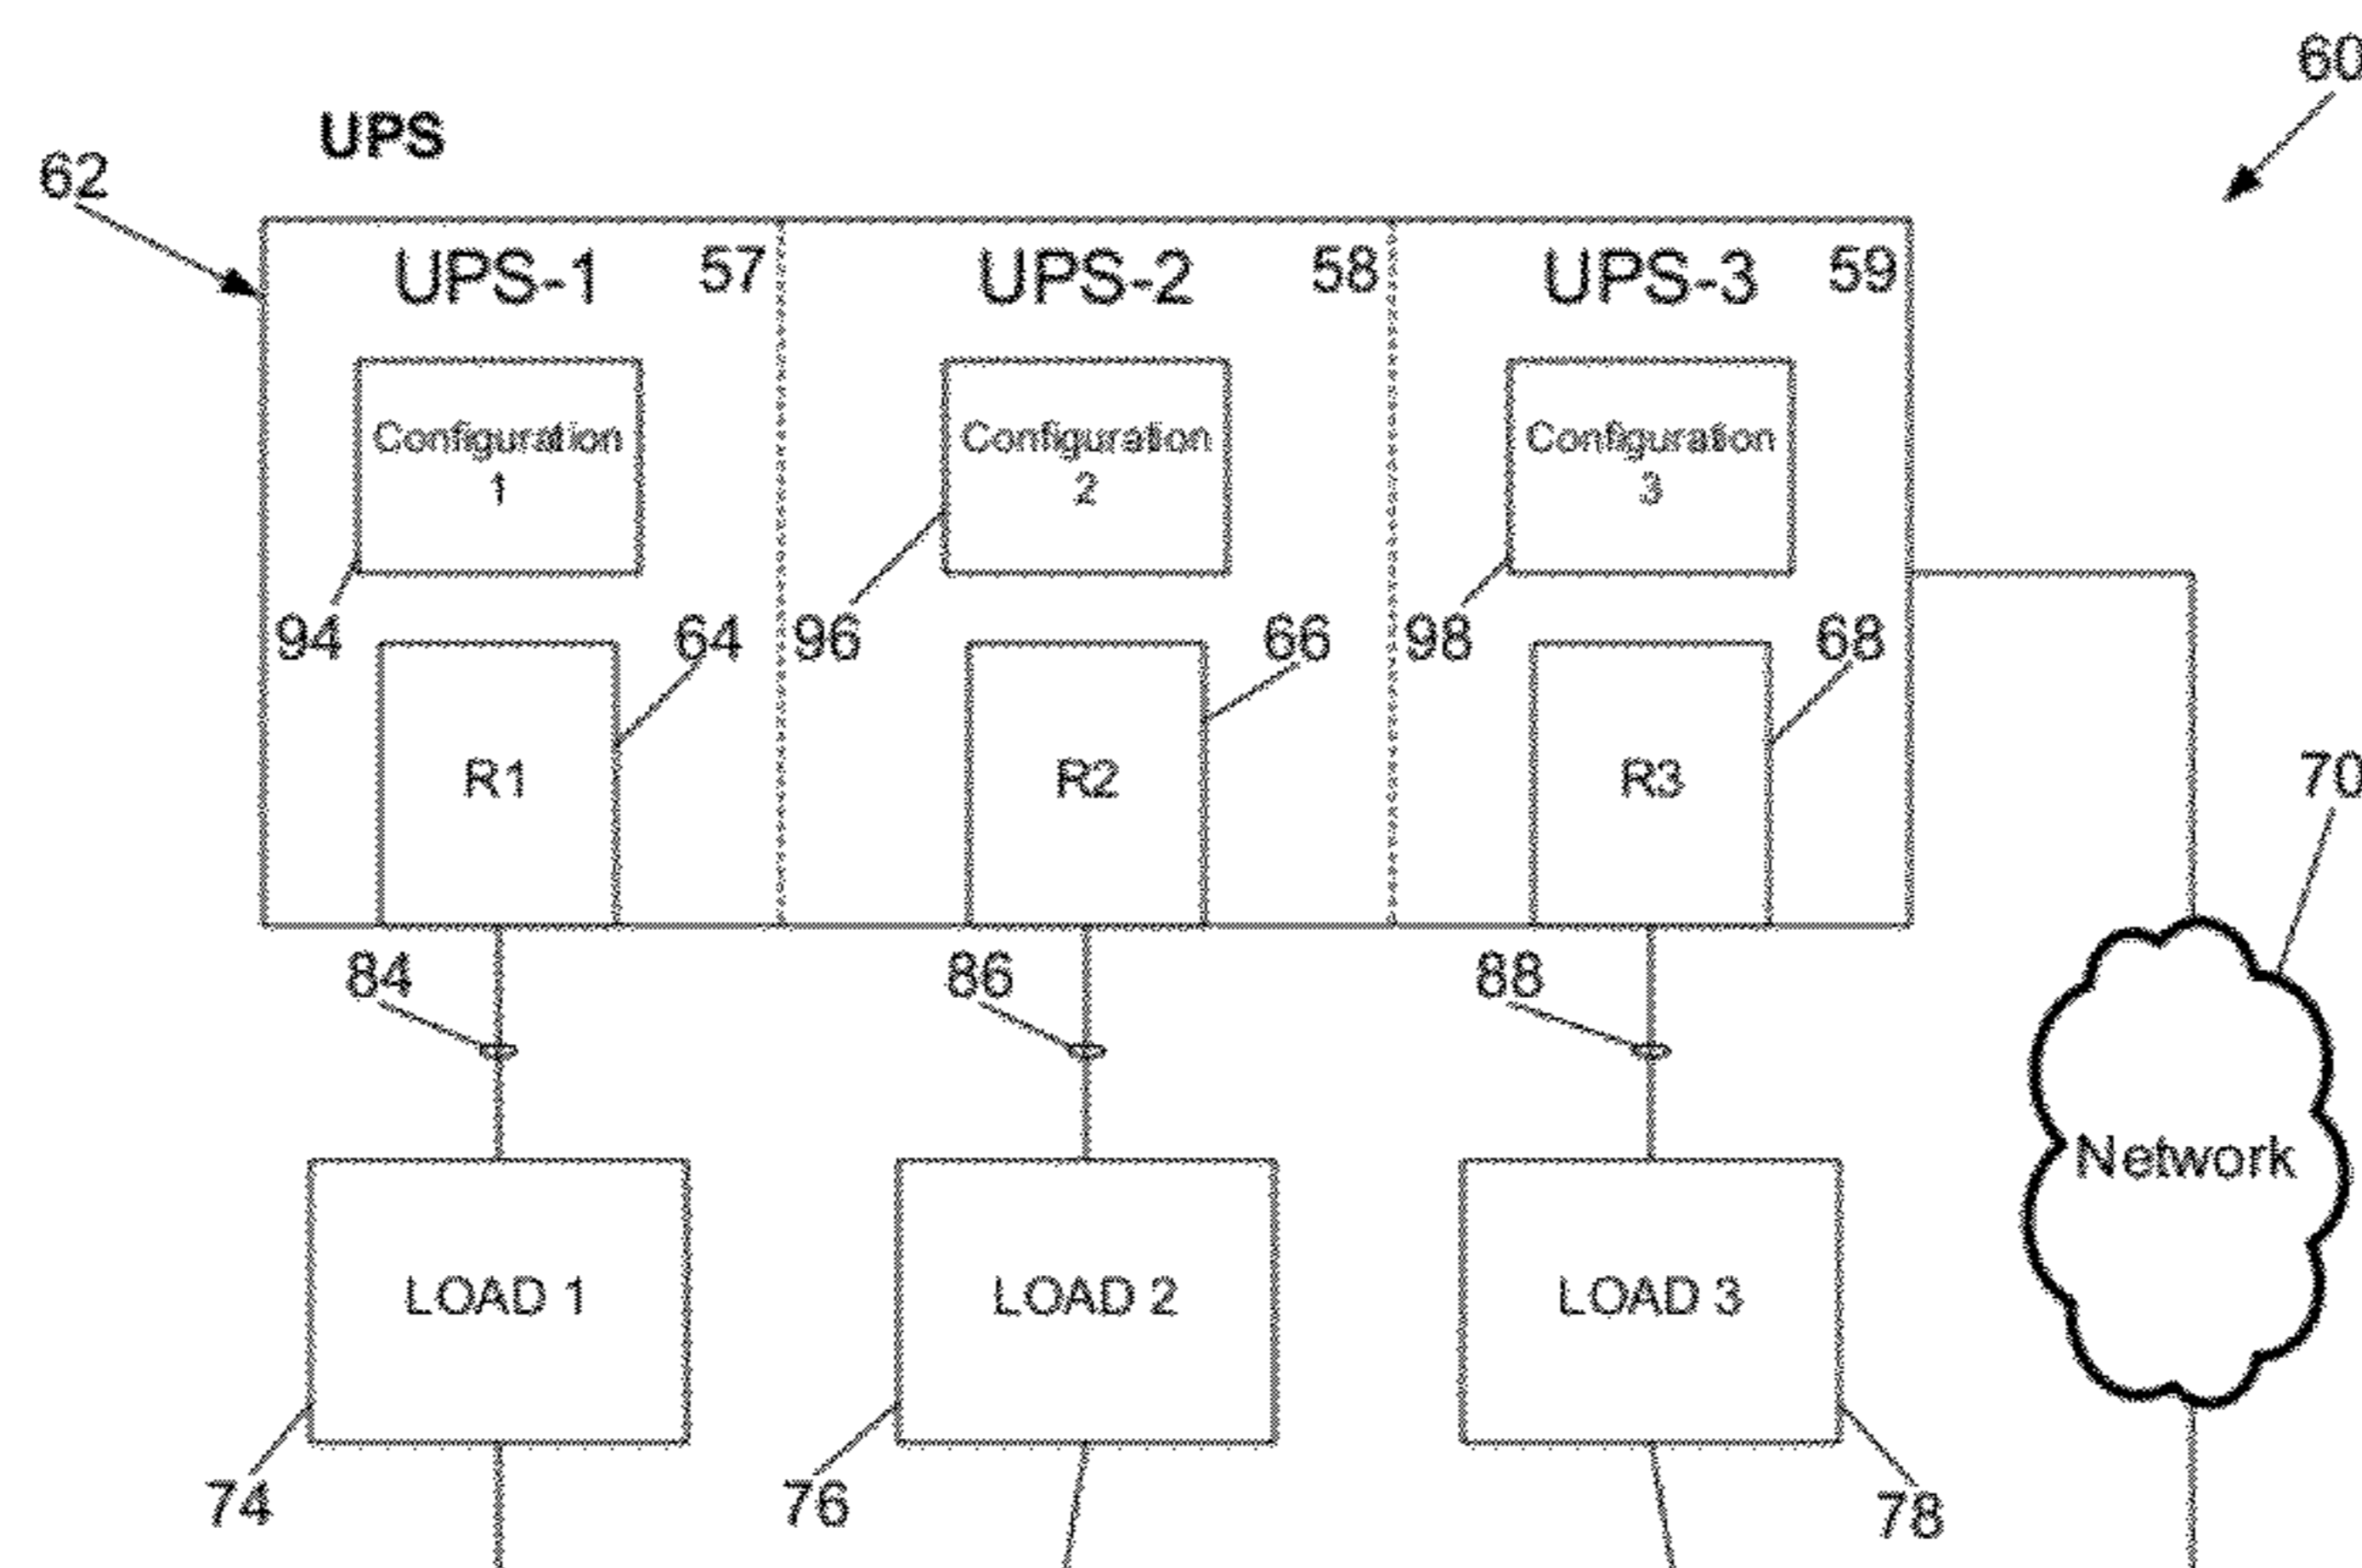 60
UPS
62
UPS-1 57 UPS-2 58 UPS-3 59
Configuration
1
Configuration
2
Configuration
3
94 64 96 66 98 68
R1 R2 R3
70
84 86 88
Network
LOAD 1 LOAD 2 LOAD 3
74 76 78